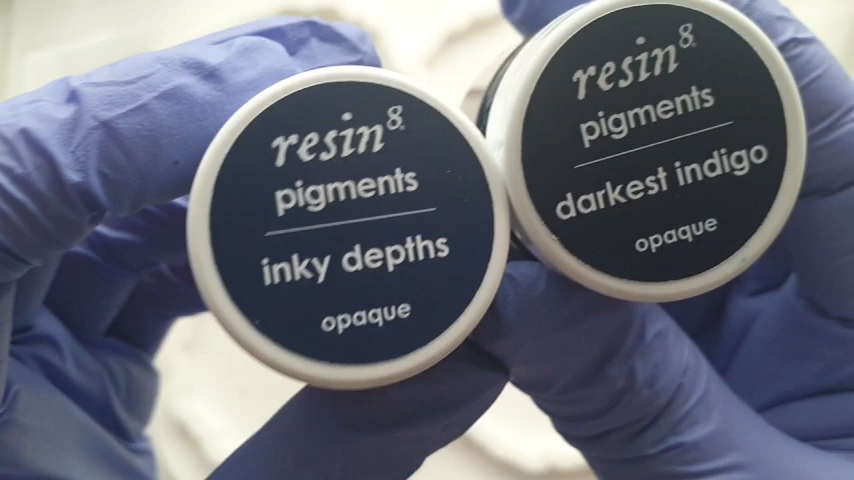 resin8
pigments
inky depths
opaque
resin8
pigments
darkest indigo
opaque